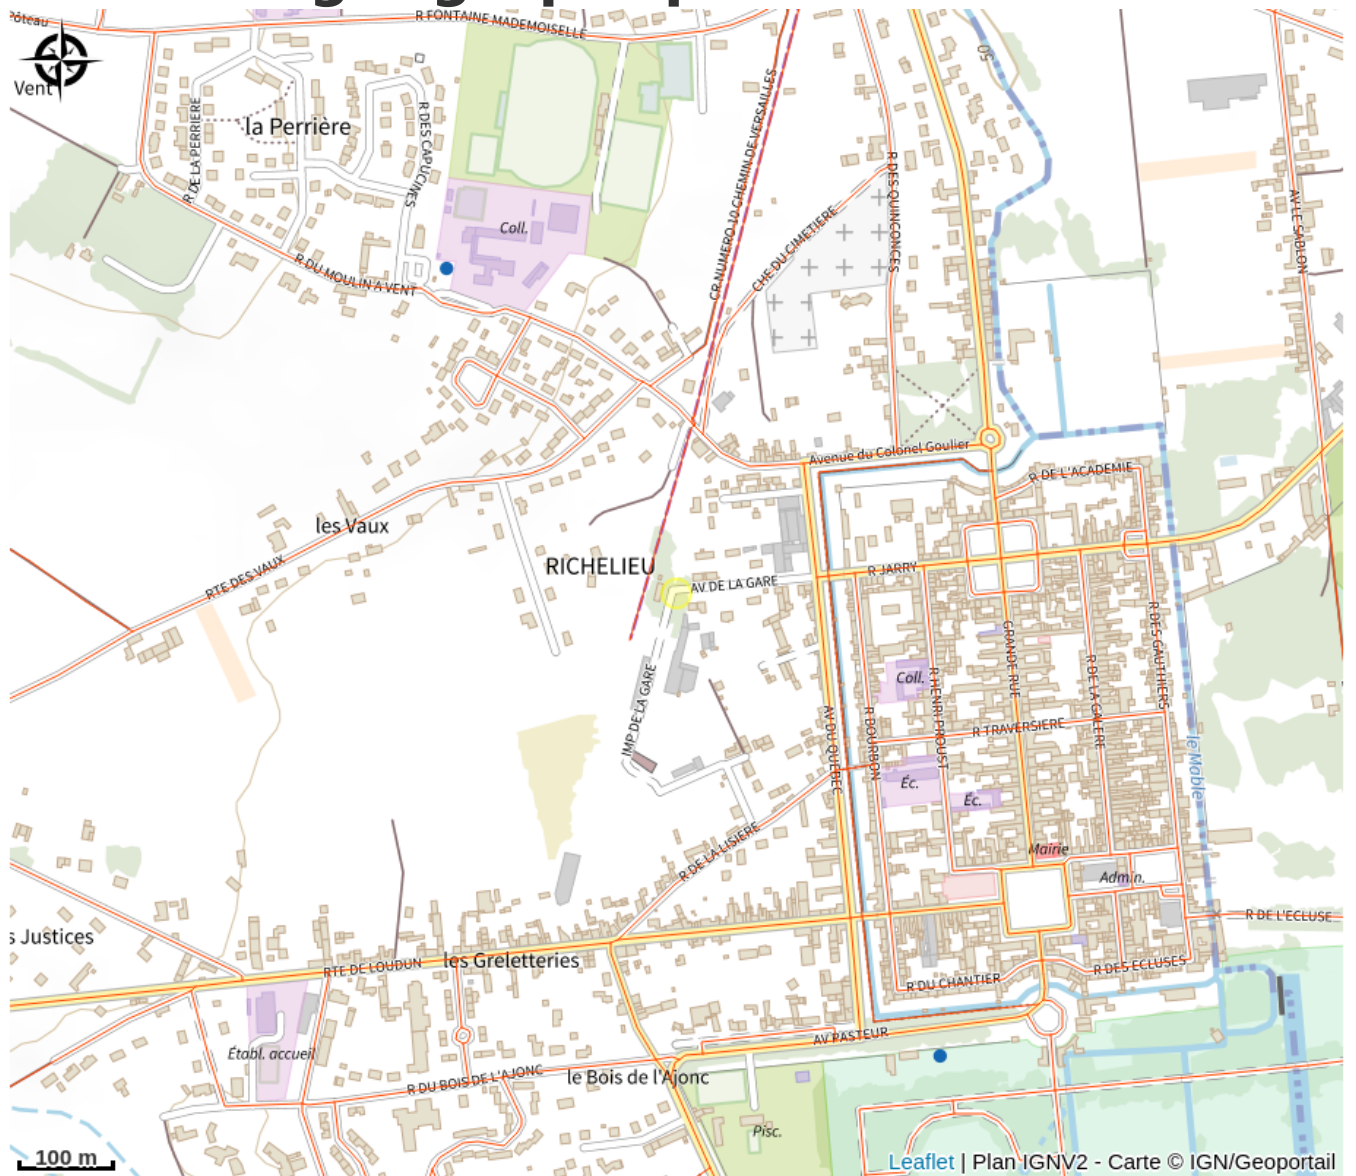 R FONTAINE MADEMOISELLE
Vent
la Perrière
R DE LA PERRIERE
R DES CAPUCINES
CR NUMERO 10 CHEMIN DE VERSAILLES
50
R DES QUINCONCES
AV LE SABLON
Coll.
CHE DU CIMETIERE
R DU MOULIN A VENT
Avenue du Colonel Goulier
R DE L'ACADEMIE
les Vaux
RTE DES VAUX
RICHELIEU
AV DE LA GARE
R JARRY
R DES GAUTHIERS
GRANDE RUE
R DE LA GALERE
R HENRI PROUST
Coll.
IMP DE LA GARE
AV DU QUEBEC
R BOURBON
R TRAVERSIERE
le Mable
Éc.
Éc.
R DE LA LISIERE
Mairie
Admin.
s Justices
R DE L'ECLUSE
RTE DE LOUDUN
les Greletteries
R DES ECLUSES
R DU CHANTIER
AV PASTEUR
Établ. accueil
R DU BOIS DE L'AJONC
le Bois de l'Ajonc
Pisc.
100 m
Leaflet | Plan IGNV2 - Carte © IGN/Geoportail